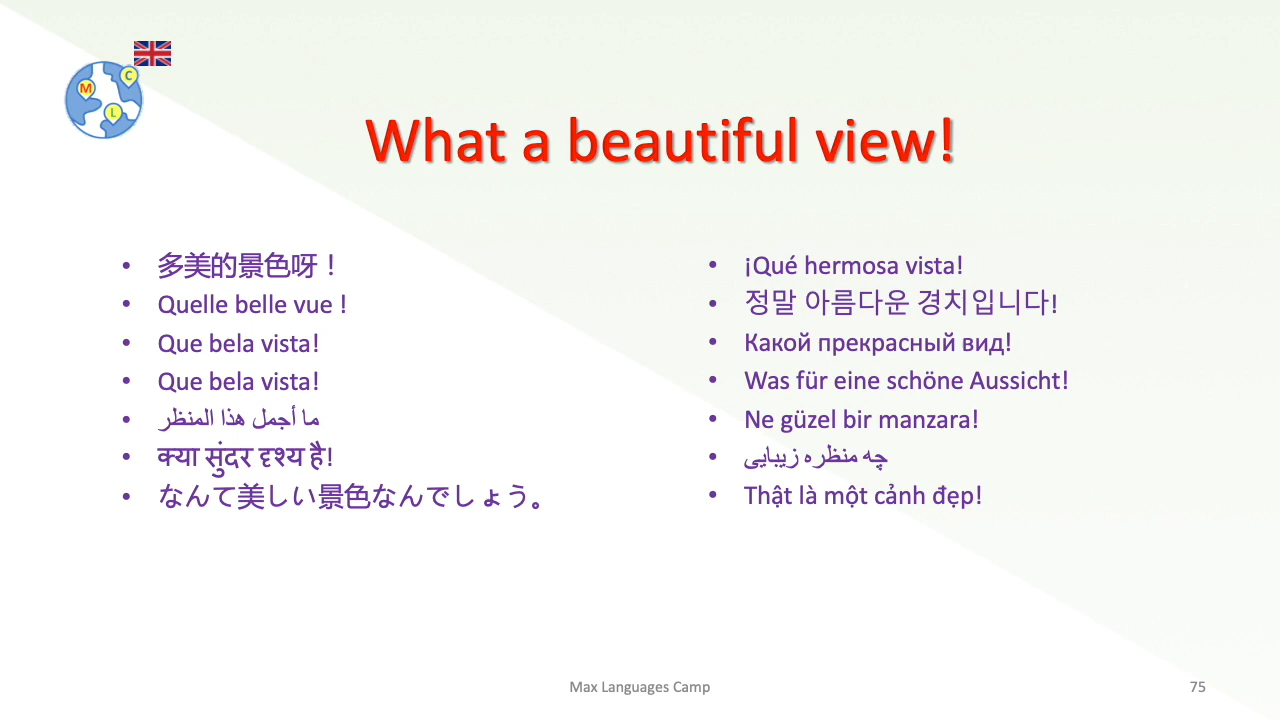 C
M
L
What a beautiful view!
• 多美的景色呀！
• Quelle belle vue !
• Que bela vista!
• Que bela vista!
• ما أجمل هذا المنظر
• क्या सुंदर दृश्य है!
• なんて美しい景色なんでしょう。
• ¡Qué hermosa vista!
• 정말 아름다운 경치입니다!
• Какой прекрасный вид!
• Was für eine schöne Aussicht!
• Ne güzel bir manzara!
• چه منظره زیبایی
• Thật là một cảnh đẹp!
Max Languages Camp
75